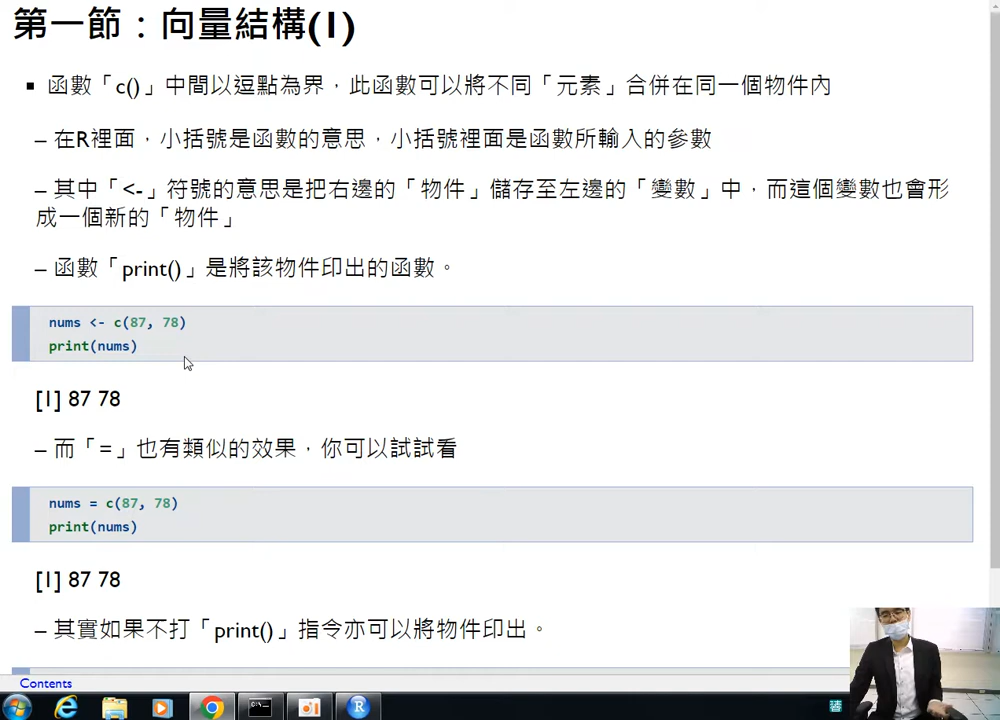 第一節：向量結構(1)
▪ 函數「c()」中間以逗點為界，此函數可以將不同「元素」合併在同一個物件內
– 在R裡面，小括號是函數的意思，小括號裡面是函數所輸入的參數
– 其中「<-」符號的意思是把右邊的「物件」儲存至左邊的「變數」中，而這個變數也會形
成一個新的「物件」
– 函數「print()」是將該物件印出的函數。
nums <- c(87, 78)
print(nums)
[1] 87 78
– 而「=」也有類似的效果，你可以試試看
nums = c(87, 78)
print(nums)
[1] 87 78
– 其實如果不打「print()」指令亦可以將物件印出。
Contents